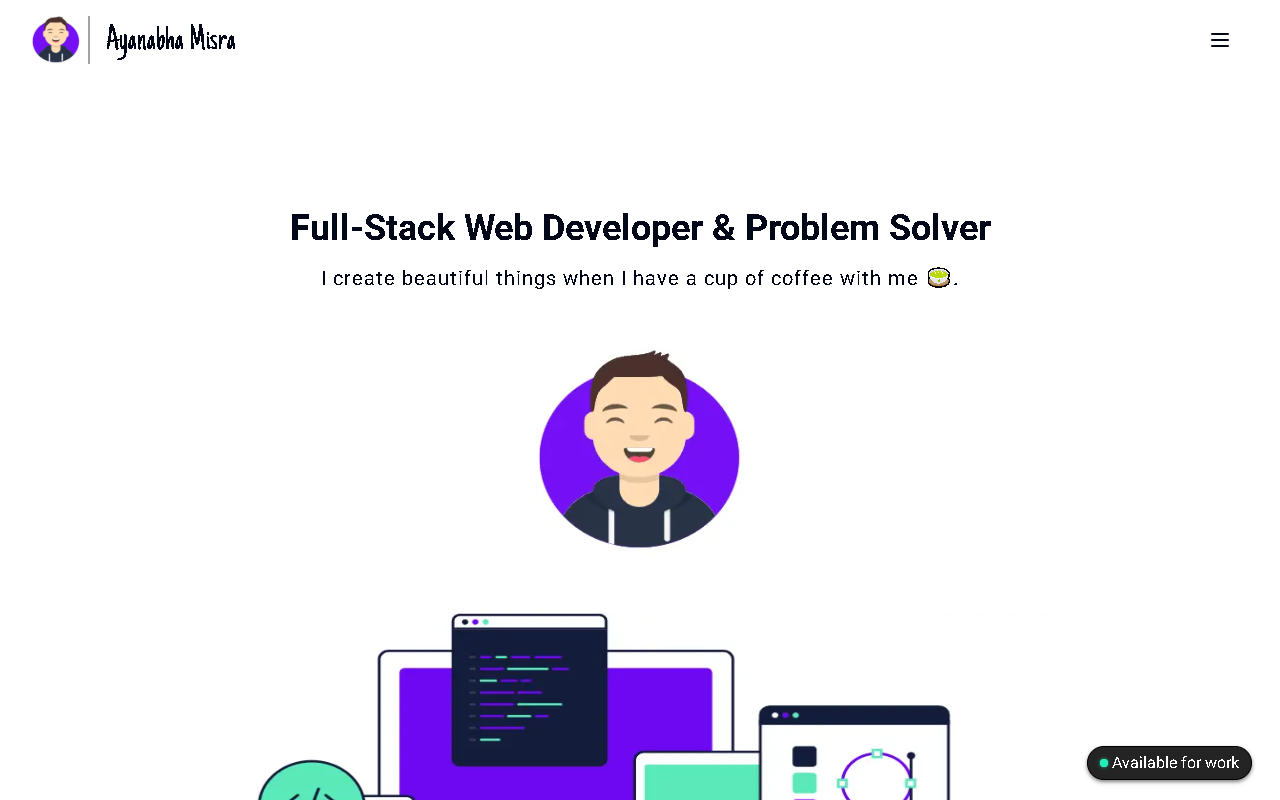 Ayanabha Misra
Full-Stack Web Developer & Problem Solver
I create beautiful things when I have a cup of coffee with me 🍵.
</>
Available for work